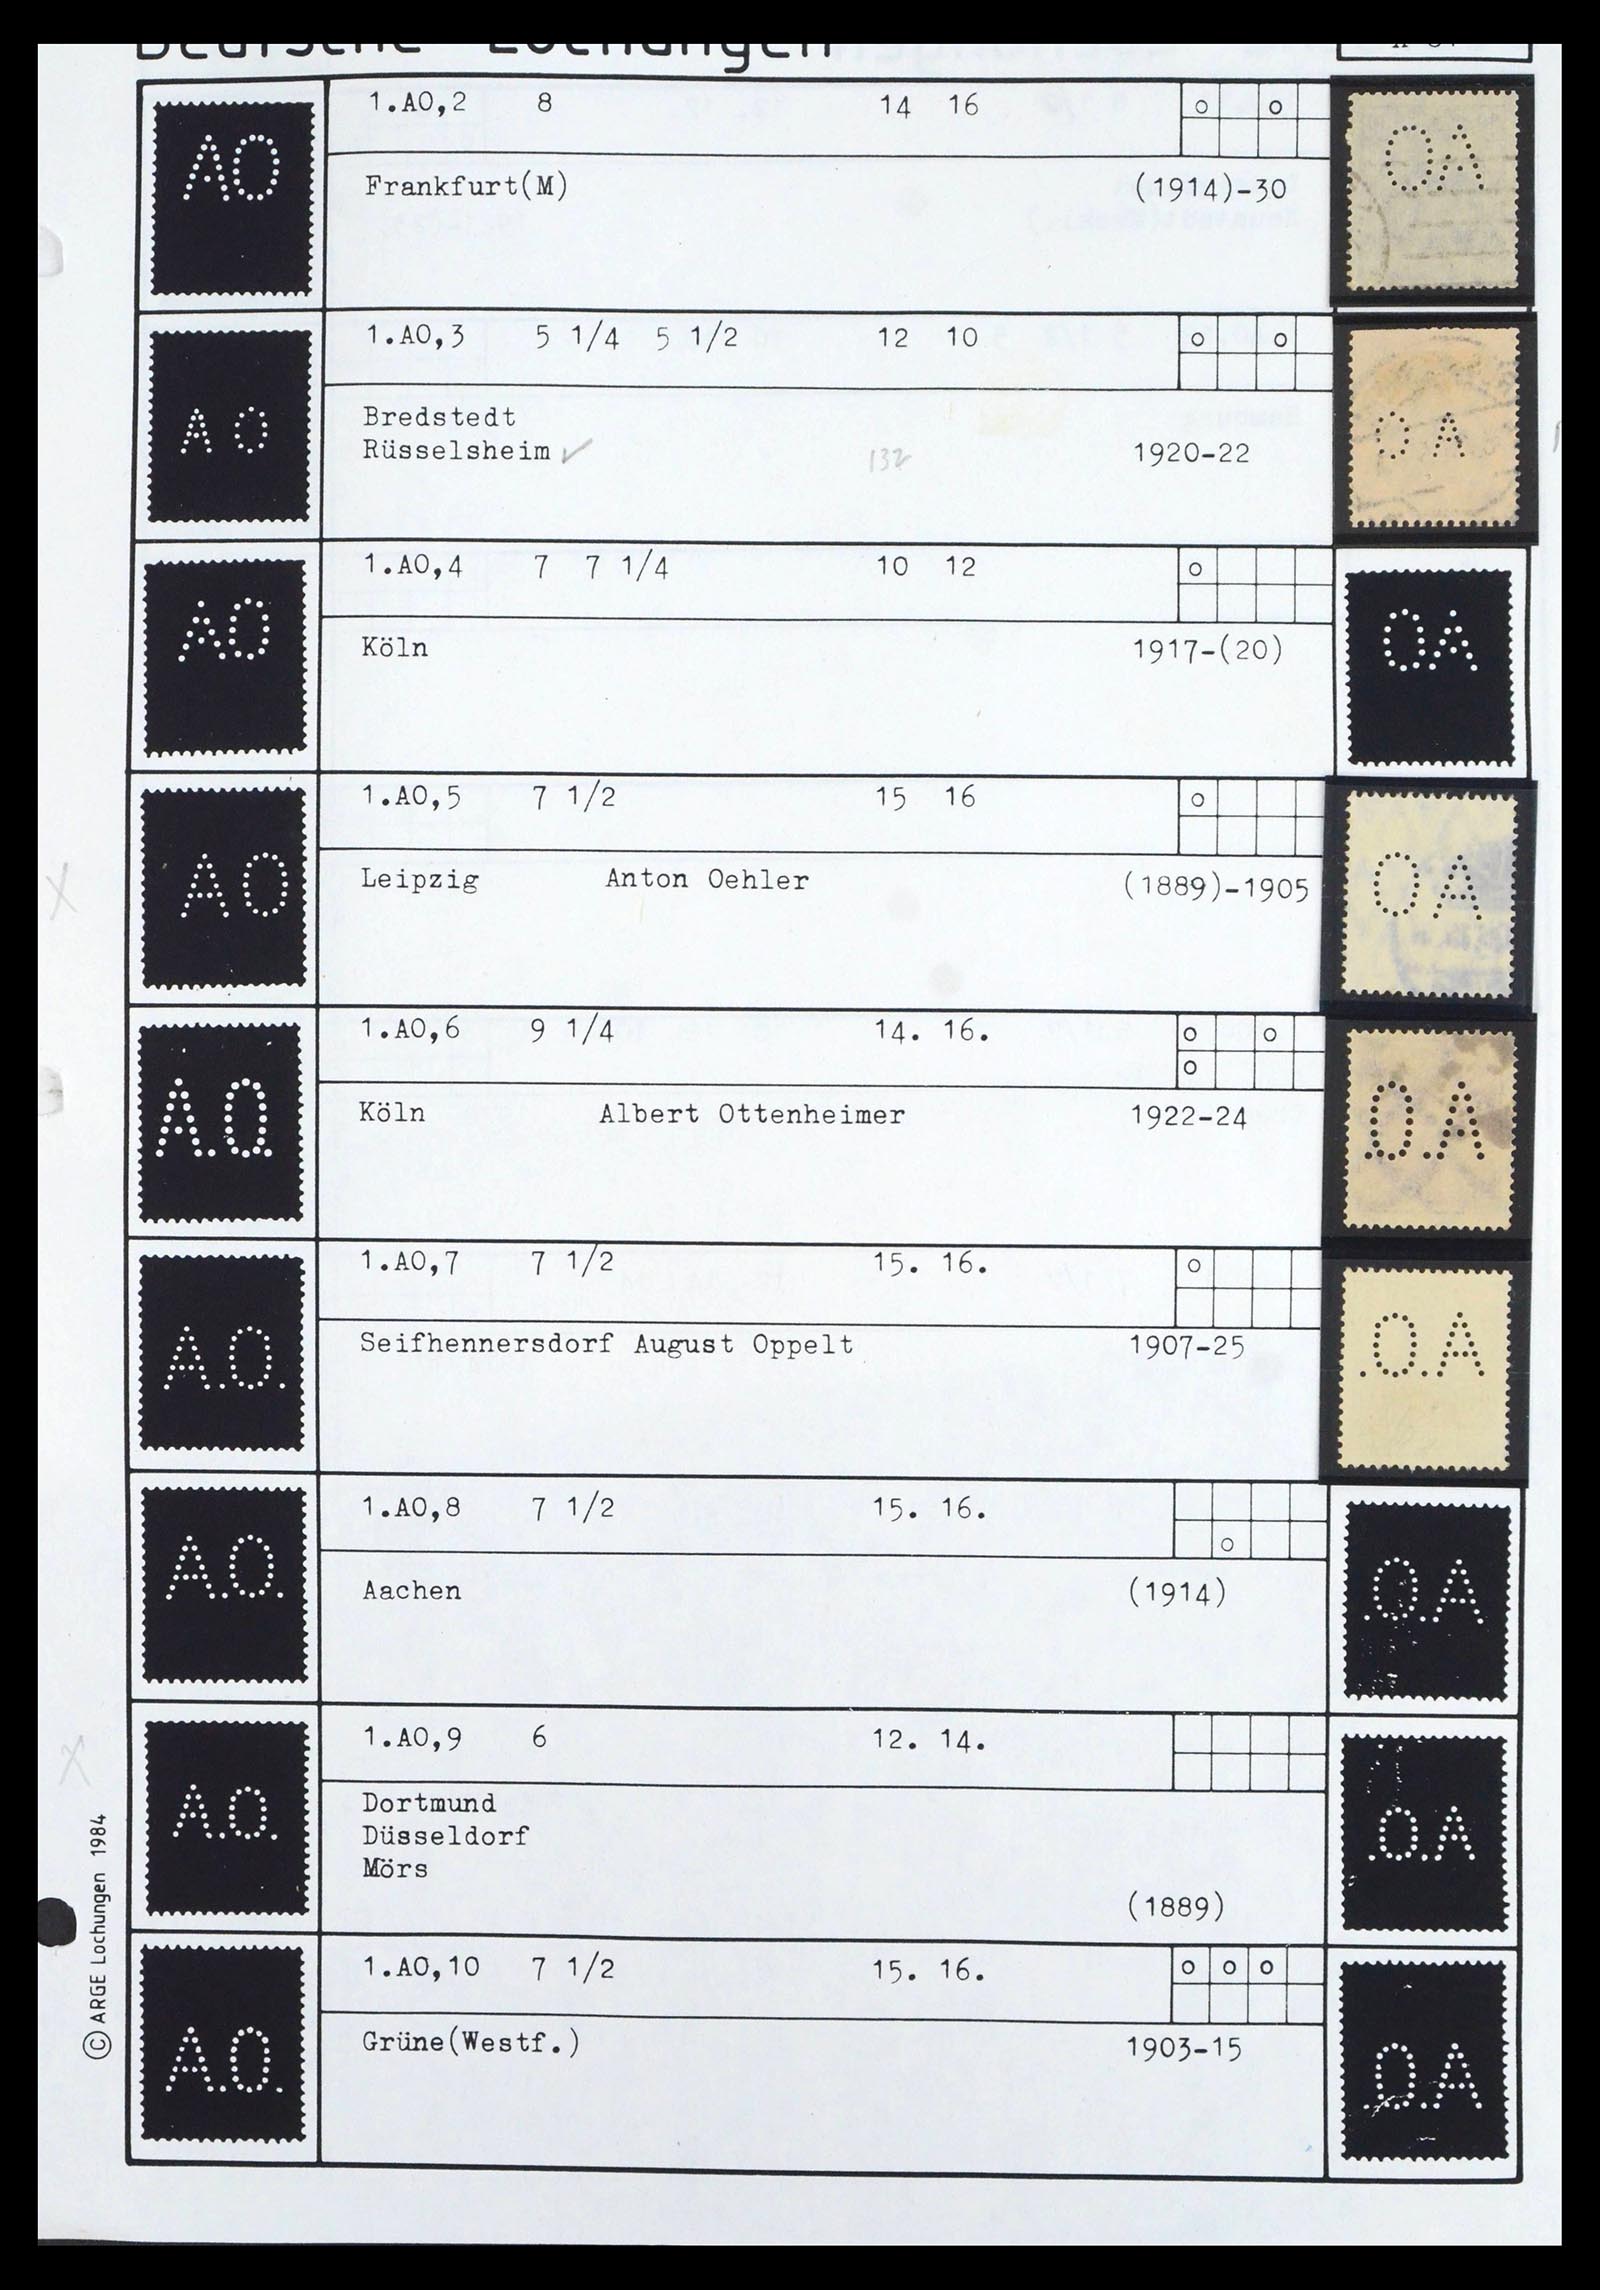 Deutsche Lochungen
AO 1.AO,2 8 14 16 o o OA
Frankfurt(M) (1914)-30
1.AO,3 5 1/4 5 1/2 12 10 o o
AO OA
Bredstedt
Rüsselsheim ✓ 132 1920-22
1.AO,4 7 7 1/4 10 12 o
AO OA
Köln 1917-(20)
1.AO,5 7 1/2 15 16 o
AO OA
Leipzig Anton Oehler (1889)-1905
X
1.AO,6 9 1/4 14. 16. o o
o
A.O. .O.A
Köln Albert Ottenheimer 1922-24
1.AO,7 7 1/2 15. 16. o
A.O. .O.A
Seifhennersdorf August Oppelt 1907-25
1.AO,8 7 1/2 15. 16.
o
A.O. .O.A
Aachen (1914)
1.AO,9 6 12. 14.
X
A.O. .O.A
Dortmund
Düsseldorf
Mörs
(1889)
1.AO,10 7 1/2 15. 16. o o o
A.O. .O.A
Grüne(Westf.) 1903-15
© ARGE Lochungen 1984